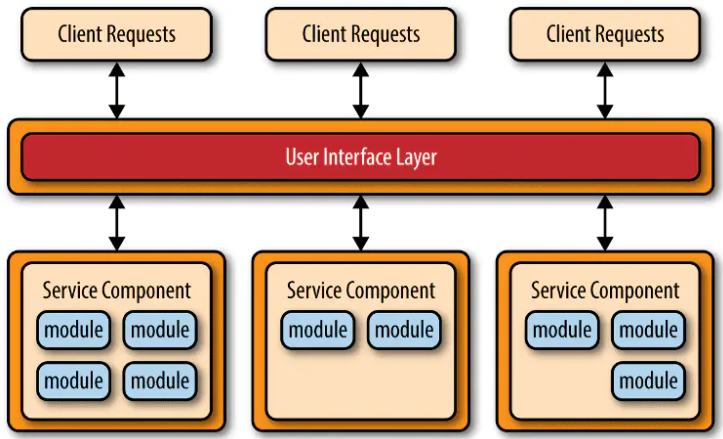 Client Requests
Client Requests
Client Requests
User Interface Layer
Service Component
module module
module module
Service Component
module module
Service Component
module module
module